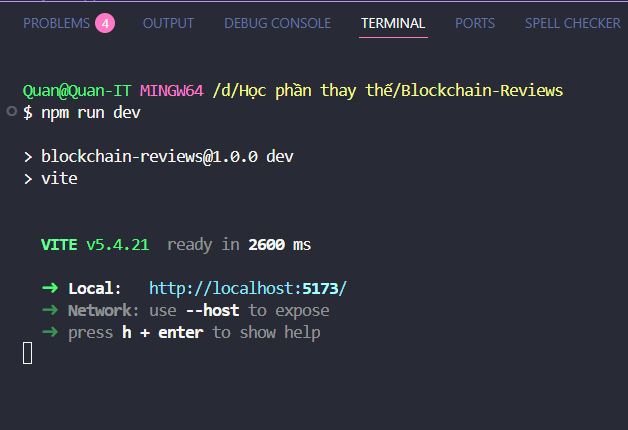 PROBLEMS 4 OUTPUT DEBUG CONSOLE TERMINAL PORTS SPELL CHECKER
Quan@Quan-IT MINGW64 /d/Học phần thay thế/Blockchain-Reviews
$ npm run dev
> blockchain-reviews@1.0.0 dev
> vite
VITE v5.4.21 ready in 2600 ms
➜ Local: http://localhost:5173/
➜ Network: use --host to expose
➜ press h + enter to show help